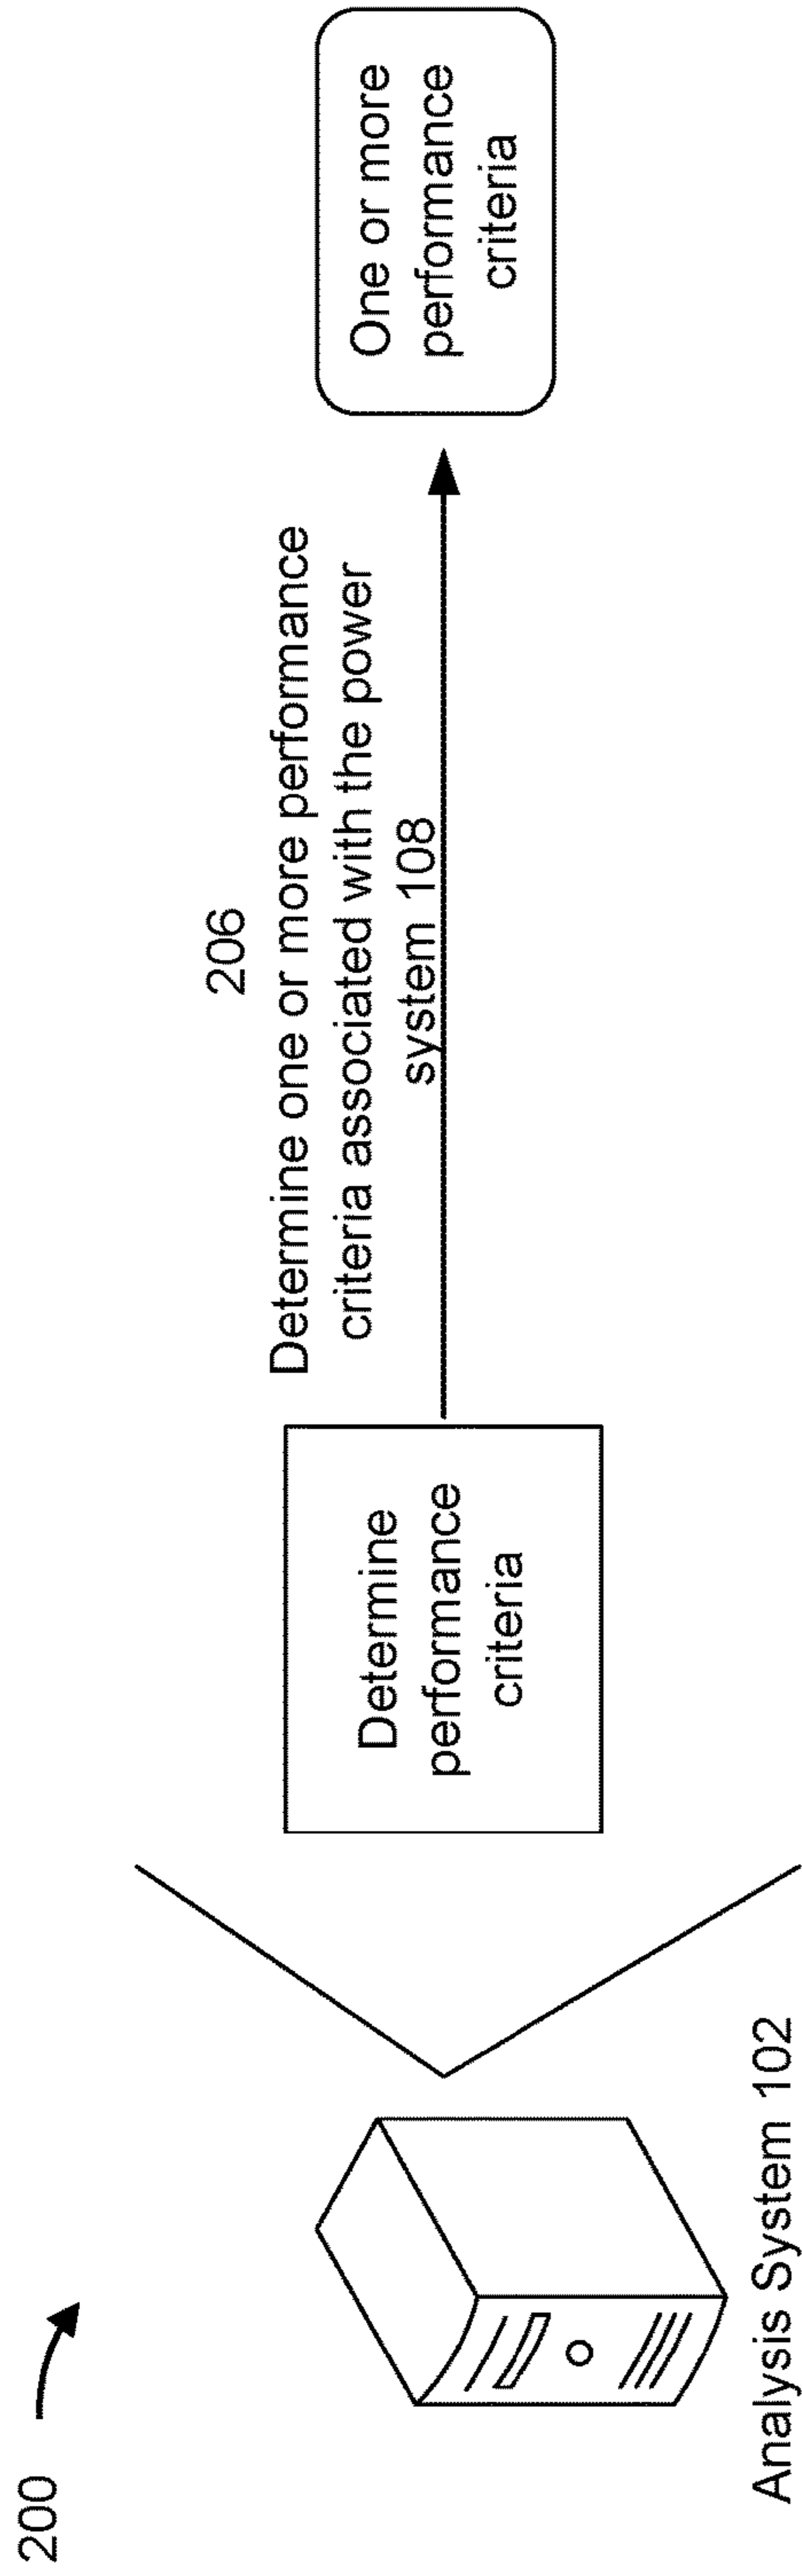 200
Analysis System 102
Determine
performance
criteria
206
Determine one or more performance
criteria associated with the power
system 108
One or more
performance
criteria